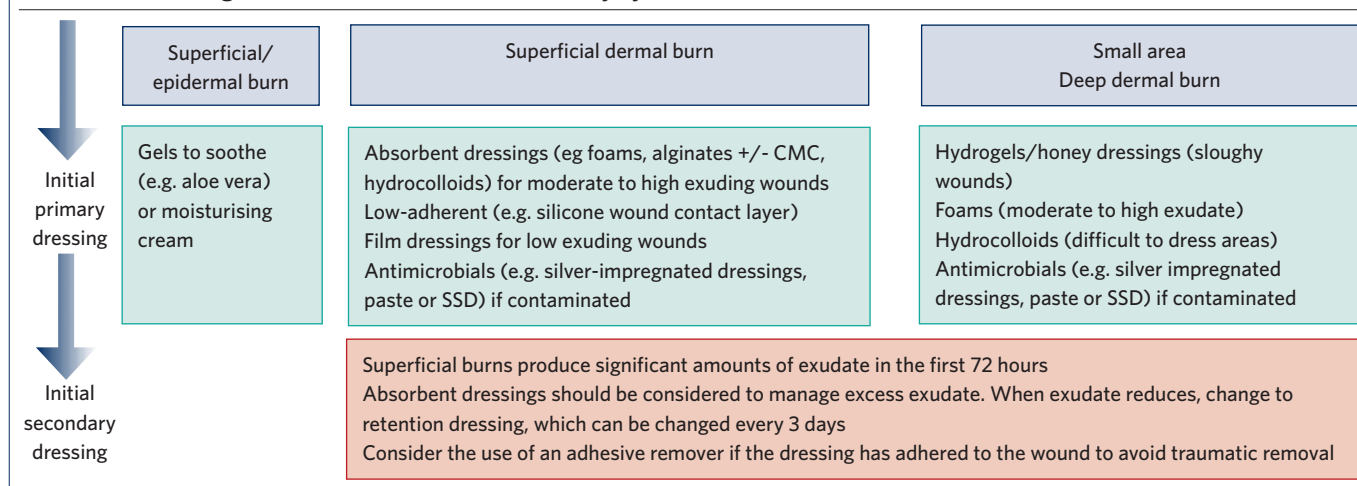 Superficial/
epidermal burn
Superficial dermal burn
Small area
Deep dermal burn
Initial
primary
dressing
Gels to soothe
(e.g. aloe vera)
or moisturising
cream
Absorbent dressings (eg foams, alginates +/- CMC,
hydrocolloids) for moderate to high exuding wounds
Low-adherent (e.g. silicone wound contact layer)
Film dressings for low exuding wounds
Antimicrobials (e.g. silver-impregnated dressings,
paste or SSD) if contaminated
Hydrogels/honey dressings (sloughy
wounds)
Foams (moderate to high exudate)
Hydrocolloids (difficult to dress areas)
Antimicrobials (e.g. silver impregnated
dressings, paste or SSD) if contaminated
Initial
secondary
dressing
Superficial burns produce significant amounts of exudate in the first 72 hours
Absorbent dressings should be considered to manage excess exudate. When exudate reduces, change to
retention dressing, which can be changed every 3 days
Consider the use of an adhesive remover if the dressing has adhered to the wound to avoid traumatic removal